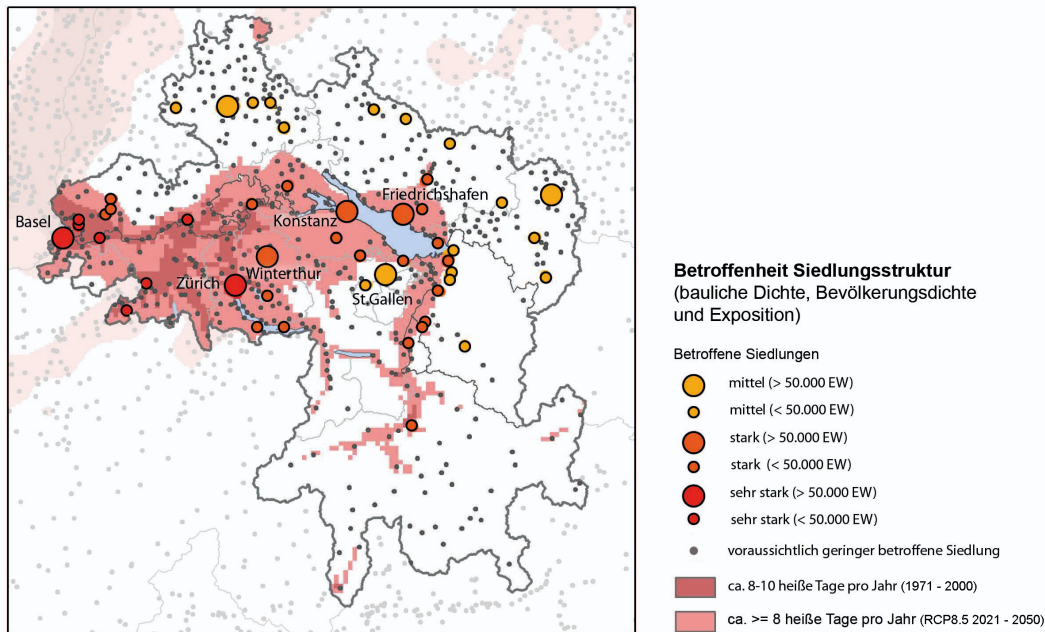 Basel
Friedrichshafen
Konstanz
Winterthur
Zürich
St.Gallen
Betroffenheit Siedlungsstruktur
(bauliche Dichte, Bevölkerungsdichte
und Exposition)
Betroffene Siedlungen
mittel (> 50.000 EW)
mittel (< 50.000 EW)
stark (> 50.000 EW)
stark (< 50.000 EW)
sehr stark (> 50.000 EW)
sehr stark (< 50.000 EW)
voraussichtlich geringer betroffene Siedlung
ca. 8-10 heiße Tage pro Jahr (1971 - 2000)
ca. >= 8 heiße Tage pro Jahr (RCP8.5 2021 - 2050)